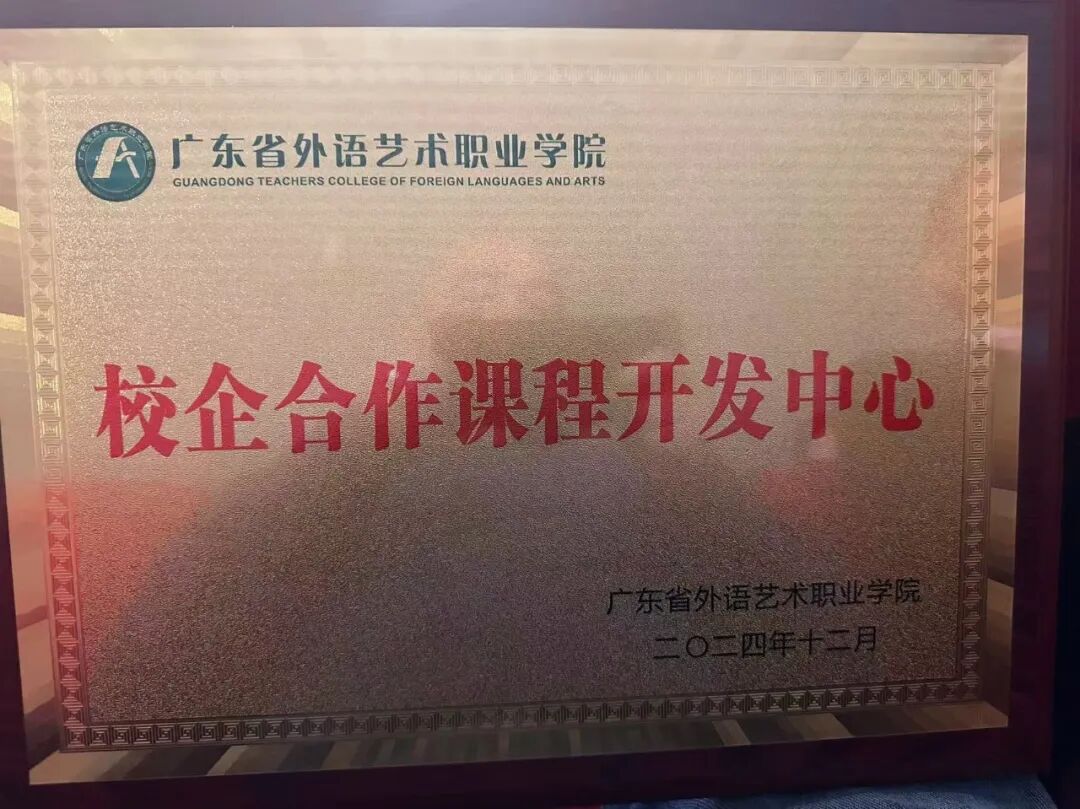 广东省外语艺术职业学院
GUANGDONG TEACHERS COLLEGE OF FOREIGN LANGUAGES AND ARTS
校企合作课程开发中心
广东省外语艺术职业学院
二〇二四年十二月